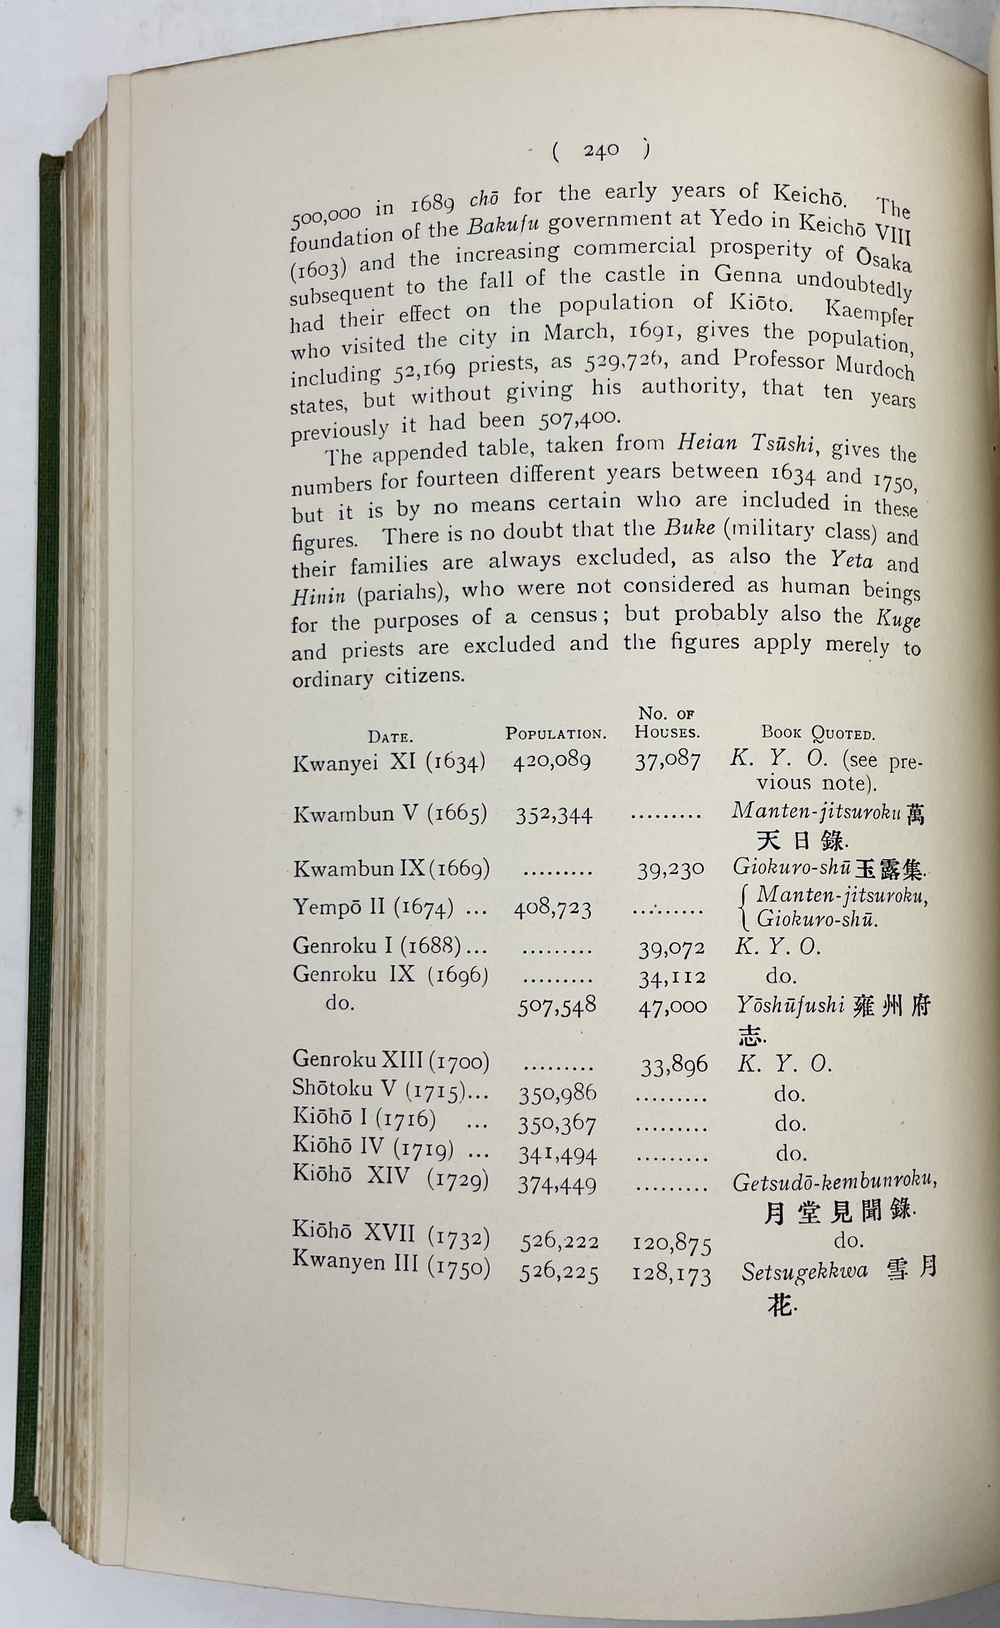 ( 240 )
500,000 in 1689 chō for the early years of Keichō. The
foundation of the Bakufu government at Yedo in Keichō VIII
(1603) and the increasing commercial prosperity of Ōsaka
subsequent to the fall of the castle in Genna undoubtedly
had their effect on the population of Kiōto. Kaempfer
who visited the city in March, 1691, gives the population,
including 52,169 priests, as 529,726, and Professor Murdoch
states, but without giving his authority, that ten years
previously it had been 507,400.
The appended table, taken from Heian Tsūshi, gives the
numbers for fourteen different years between 1634 and 1750,
but it is by no means certain who are included in these
figures. There is no doubt that the Buke (military class) and
their families are always excluded, as also the Yeta and
Hinin (pariahs), who were not considered as human beings
for the purposes of a census; but probably also the Kuge
and priests are excluded and the figures apply merely to
ordinary citizens.
DATE. POPULATION. NO. OF HOUSES. BOOK QUOTED.
Kwanyei XI (1634) 420,089 37,087 K. Y. O. (see pre-
vious note).
Kwambun V (1665) 352,344 ......... Manten-jitsuroku 萬
天日錄.
Kwambun IX (1669) ......... 39,230 Giokuro-shū 玉露集.
Yempō II (1674) ... 408,723 ......... { Manten-jitsuroku,
Giokuro-shū.
Genroku I (1688)... ......... 39,072 K. Y. O.
Genroku IX (1696) ......... 34,112 do.
do. 507,548 47,000 Yōshūfushi 雍州府
志.
Genroku XIII (1700) ......... 33,896 K. Y. O.
Shōtoku V (1715)... 350,986 ......... do.
Kiōhō I (1716) ... 350,367 ......... do.
Kiōhō IV (1719) ... 341,494 ......... do.
Kiōhō XIV (1729) 374,449 ......... Getsudō-kembunroku,
月堂見聞錄.
Kiōhō XVII (1732) 526,222 120,875 do.
Kwanyen III (1750) 526,225 128,173 Setsugekkwa 雪月
花.